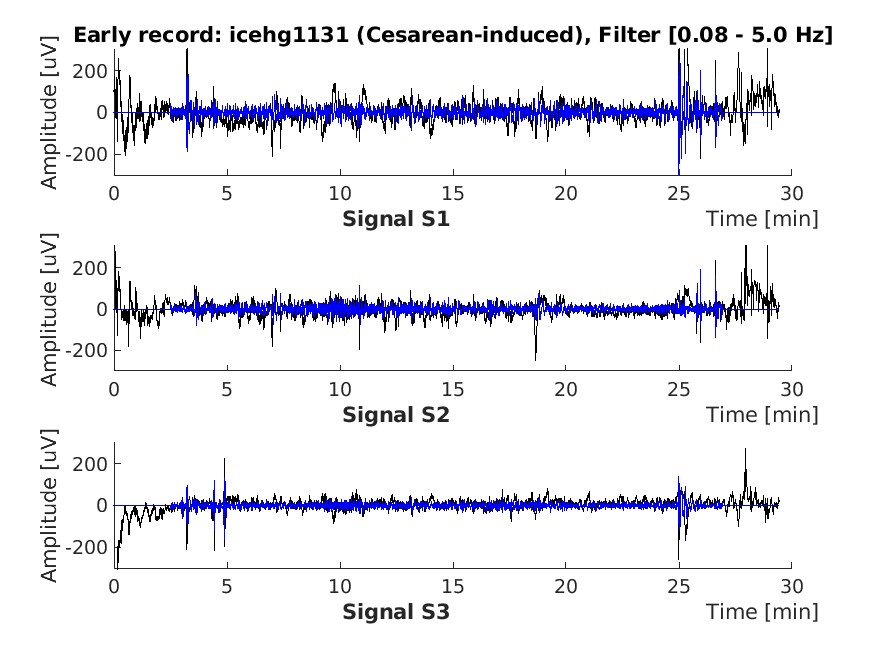 Early record: icehg1131 (Cesarean-induced), Filter [0.08 - 5.0 Hz]
Amplitude [uV]
200
0
-200
0 5 10 15 20 25 30
Signal S1 Time [min]
Amplitude [uV]
200
0
-200
0 5 10 15 20 25 30
Signal S2 Time [min]
Amplitude [uV]
200
0
-200
0 5 10 15 20 25 30
Signal S3 Time [min]